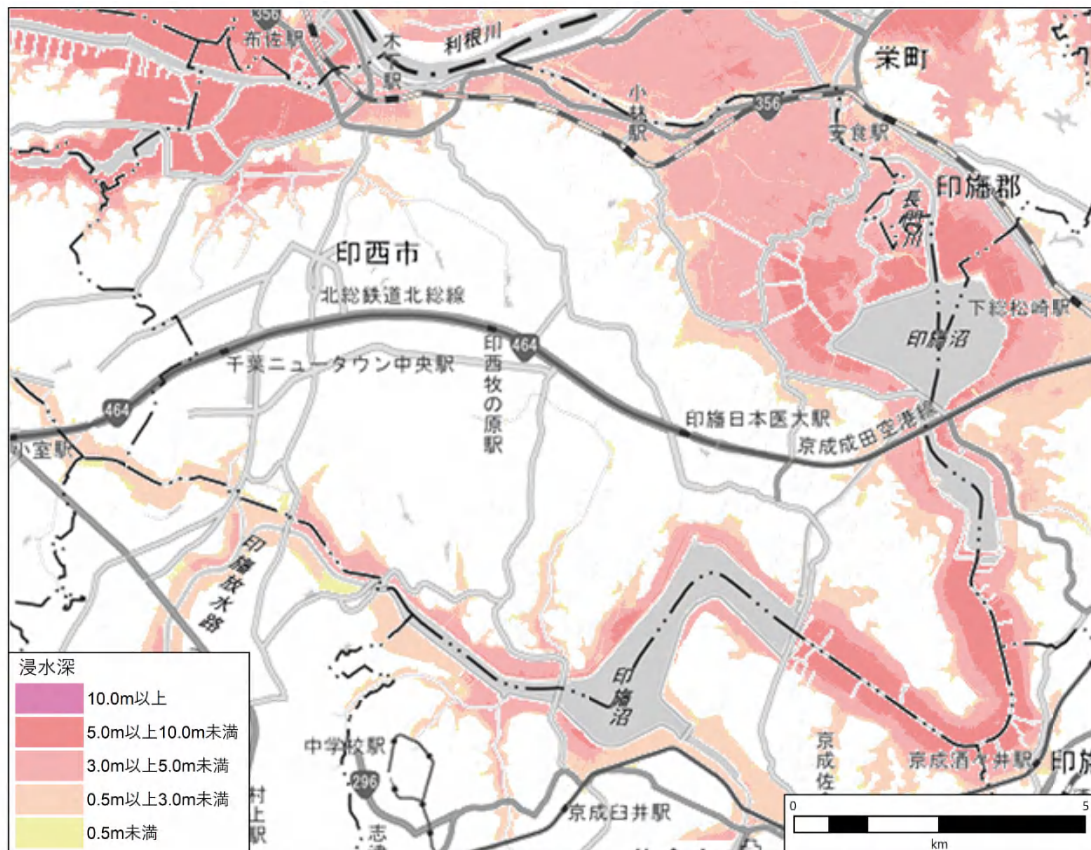 356
布佐駅
木
駅
利根川
栄町
小林駅
356
安食駅
印旛郡
長門川
印西市
北総鉄道北総線
464
千葉ニュータウン中央駅
印西牧の原駅
下総松崎駅
印旛沼
464
小室駅
印旛日本医大駅
京成成田空港線
印旛放水路
印旛沼
中学校駅
296
村上駅
志津
京成臼井駅
京成佐
京成酒々井駅
印旛
浸水深
10.0m以上
5.0m以上10.0m未満
3.0m以上5.0m未満
0.5m以上3.0m未満
0.5m未満
0
5
km